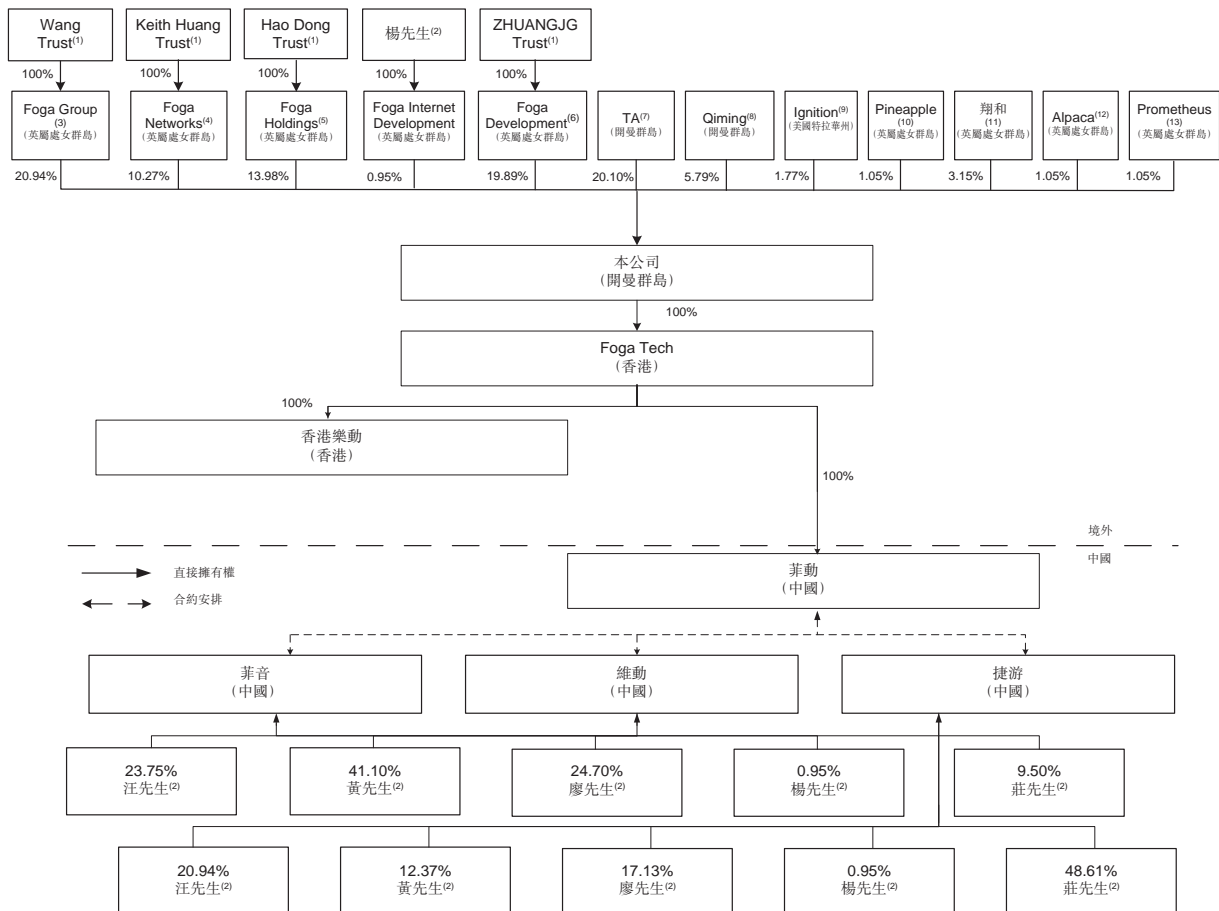 Wang
Trust(1)
Keith Huang
Trust(1)
Hao Dong
Trust(1)
楊先生(2)
ZHUANGJG
Trust(1)
100%
100%
100%
100%
100%
Foga Group
(3)
(英屬處女群島)
Foga
Networks(4)
(英屬處女群島)
Foga
Holdings(5)
(英屬處女群島)
Foga Internet
Development
(英屬處女群島)
Foga
Development(6)
(英屬處女群島)
TA(7)
(開曼群島)
Qiming(8)
(開曼群島)
Ignition(9)
(美國特拉華州)
Pineapple
(10)
(英屬處女群島)
翔和
(11)
(英屬處女群島)
Alpaca(12)
(英屬處女群島)
Prometheus
(13)
(英屬處女群島)
20.94%
10.27%
13.98%
0.95%
19.89%
20.10%
5.79%
1.77%
1.05%
3.15%
1.05%
1.05%
本公司
(開曼群島)
100%
Foga Tech
(香港)
100%
香港樂動
(香港)
100%
境外
中國
直接擁有權
合約安排
菲動
(中國)
菲音
(中國)
維動
(中國)
捷游
(中國)
23.75%
汪先生(2)
41.10%
黃先生(2)
24.70%
廖先生(2)
0.95%
楊先生(2)
9.50%
莊先生(2)
20.94%
汪先生(2)
12.37%
黃先生(2)
17.13%
廖先生(2)
0.95%
楊先生(2)
48.61%
莊先生(2)